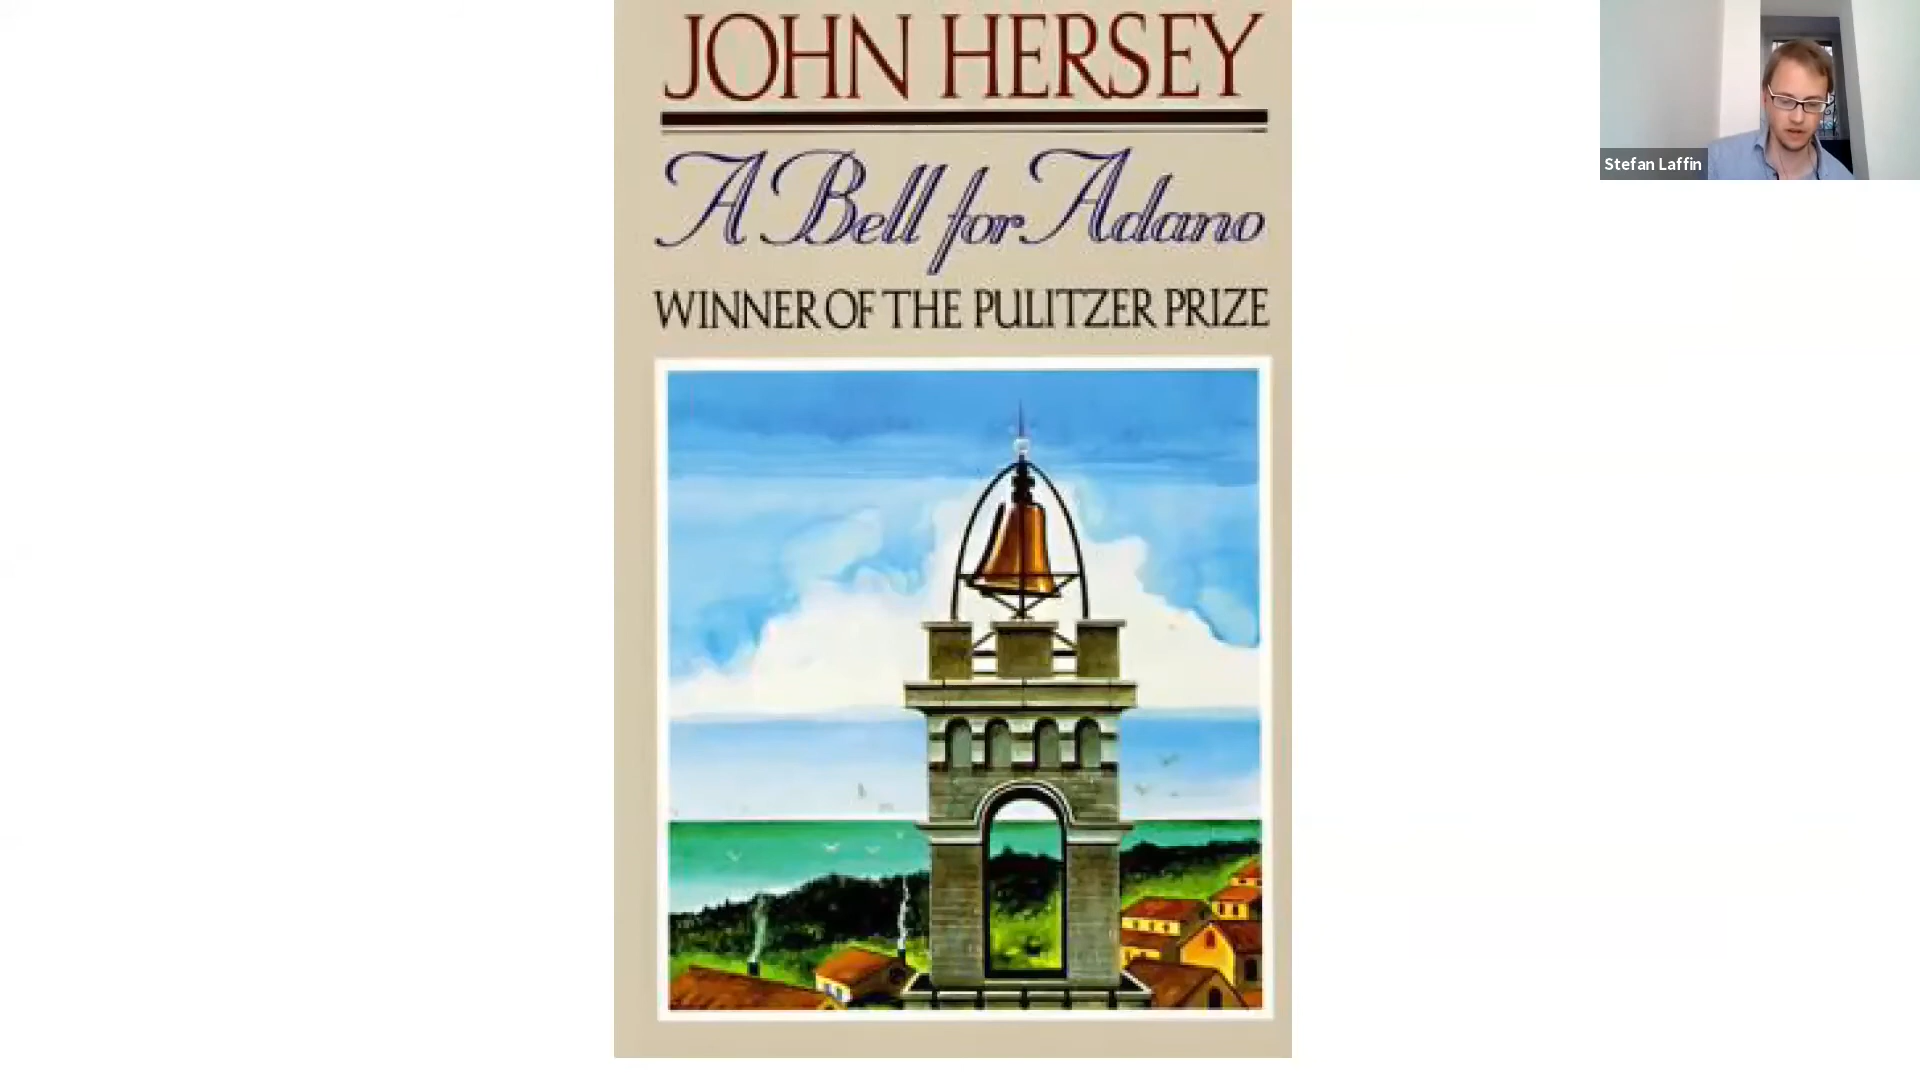 JOHN HERSEY
A Bell for Adano
WINNER OF THE PULITZER PRIZE
Stefan Laffin